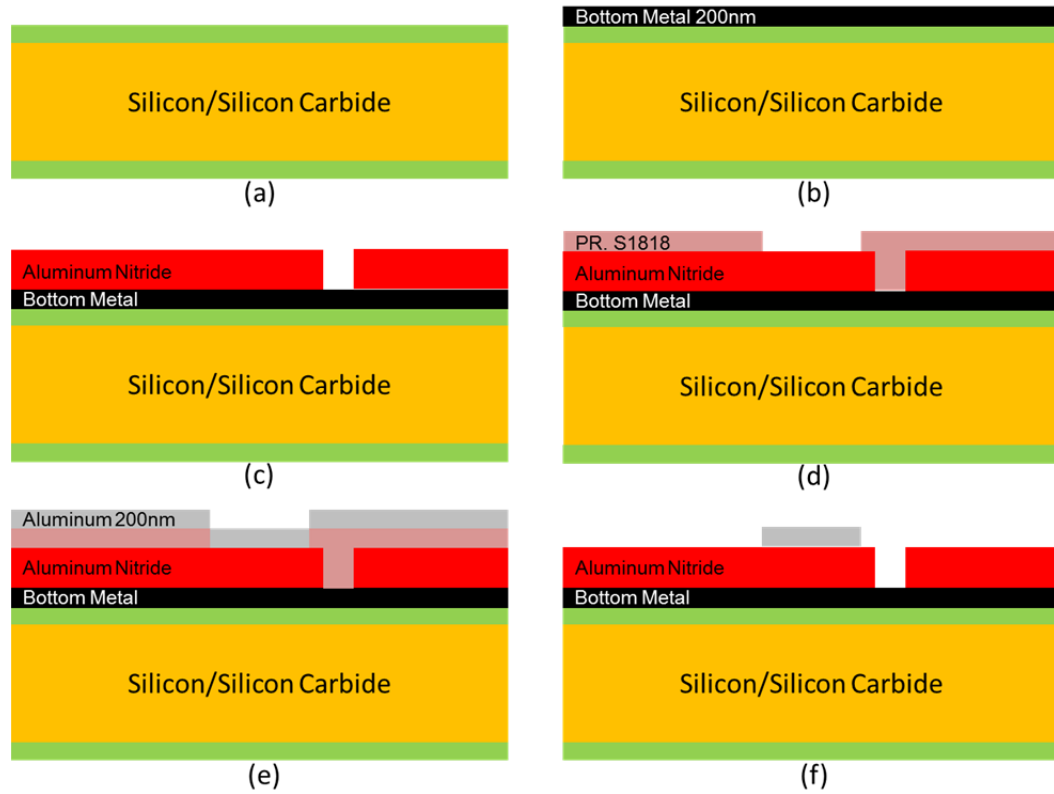 Silicon/Silicon Carbide
(a)
Bottom Metal 200nm
Silicon/Silicon Carbide
(b)
Aluminum Nitride
Bottom Metal
Silicon/Silicon Carbide
(c)
PR. S1818
Aluminum Nitride
Bottom Metal
Silicon/Silicon Carbide
(d)
Aluminum 200nm
Aluminum Nitride
Bottom Metal
Silicon/Silicon Carbide
(e)
Aluminum Nitride
Bottom Metal
Silicon/Silicon Carbide
(f)